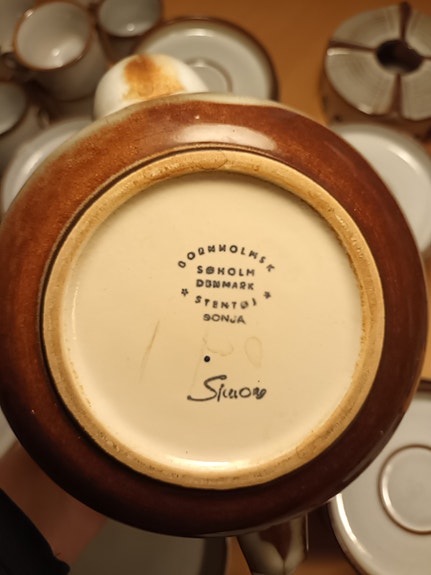 BORNHOLMSK
SØHOLM
DENMARK
★ STENTØJ ★
SONJA
Simon